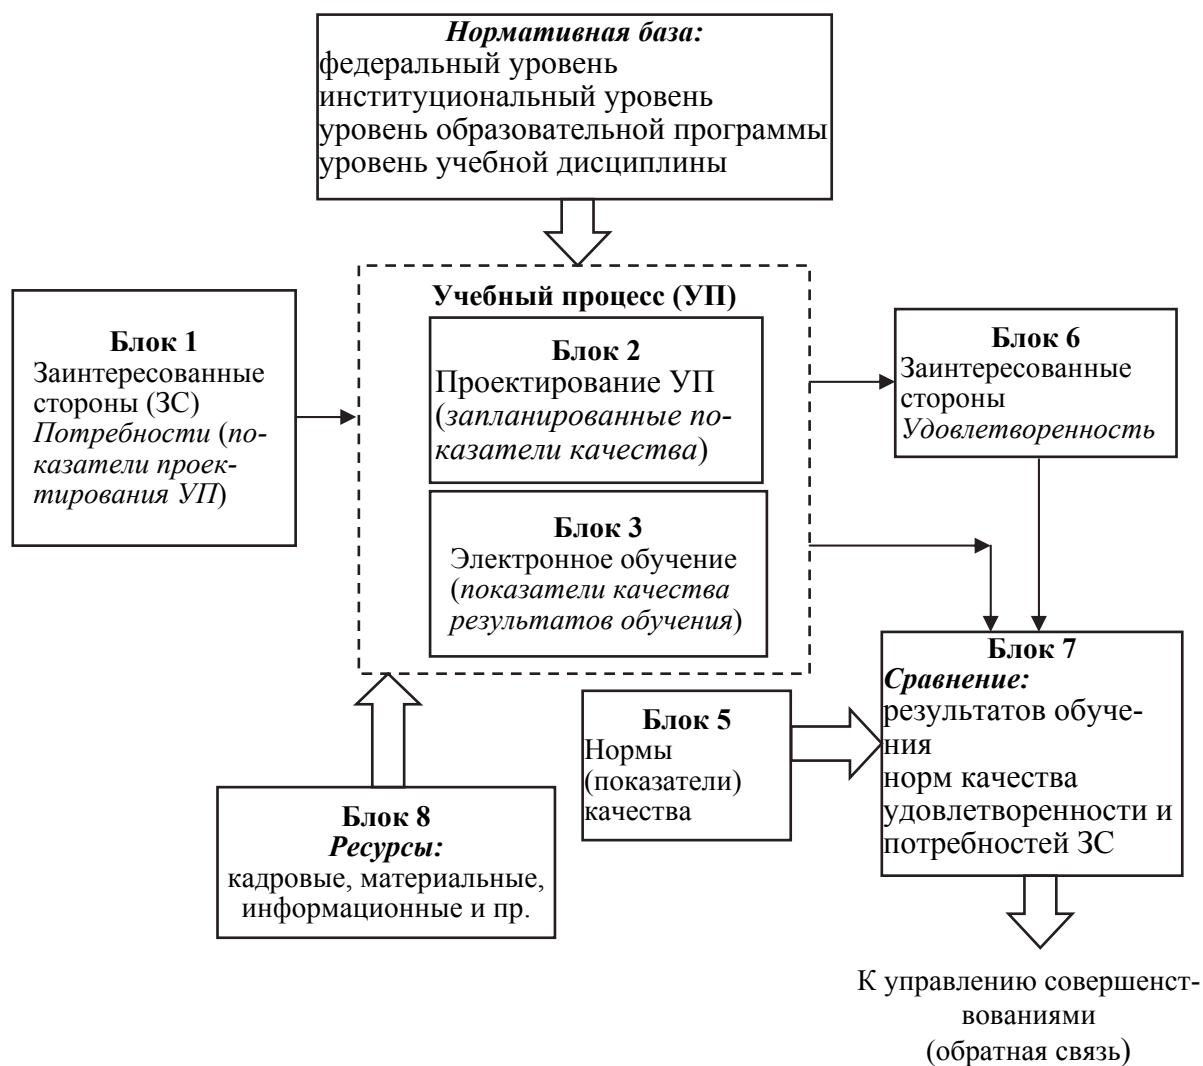 Нормативная база:
федеральный уровень
институциональный уровень
уровень образовательной программы
уровень учебной дисциплины
Учебный процесс (УП)
Блок 1
Заинтересованные
стороны (ЗС)
Потребности (по-
казатели проек-
тирования УП)
Блок 2
Проектирование УП
(запланированные по-
казатели качества)
Блок 3
Электронное обучение
(показатели качества
результатов обучения)
Блок 6
Заинтересованные
стороны
Удовлетворенность
Блок 5
Нормы
(показатели)
качества
Блок 7
Сравнение:
результатов обуче-
ния
норм качества
удовлетворенности и
потребностей ЗС
Блок 8
Ресурсы:
кадровые, материальные,
информационные и пр.
К управлению совершенст-
вованиями
(обратная связь)